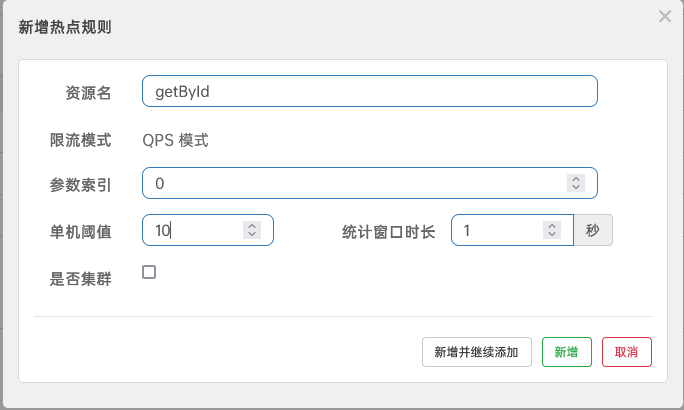 新增热点规则
资源名 getById
限流模式 QPS 模式
参数索引 0
单机阈值 10 统计窗口时长 1 秒
是否集群
新增并继续添加 新增 取消